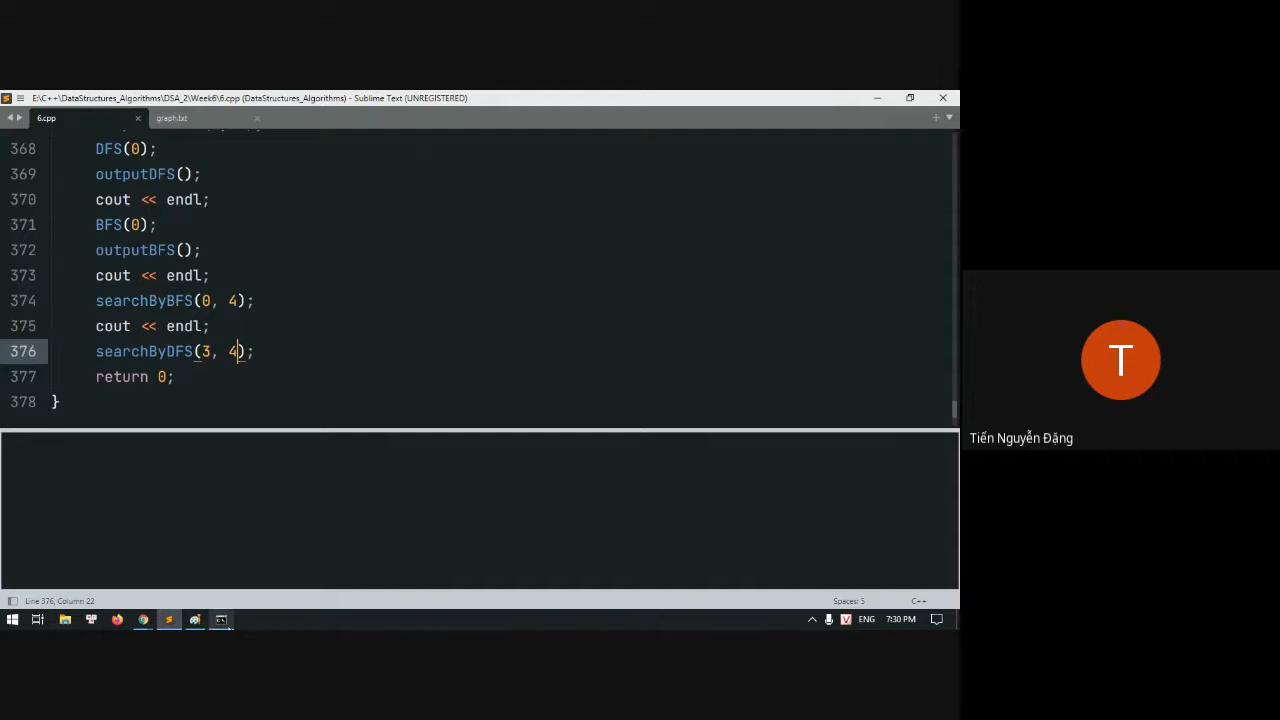 E:\C++\DataStructures_Algorithms\DSA_2\Week6\6.cpp (DataStructures_Algorithms) - Sublime Text (UNREGISTERED)
6.cpp
graph.txt
368 DFS(0);
369 outputDFS();
370 cout << endl;
371 BFS(0);
372 outputBFS();
373 cout << endl;
374 searchByBFS(0, 4);
375 cout << endl;
376 searchByDFS(3, 4);
377 return 0;
378 }
T
Tiến Nguyễn Đặng
Line 376, Column 22
Spaces: 5
C++
ENG
7:30 PM